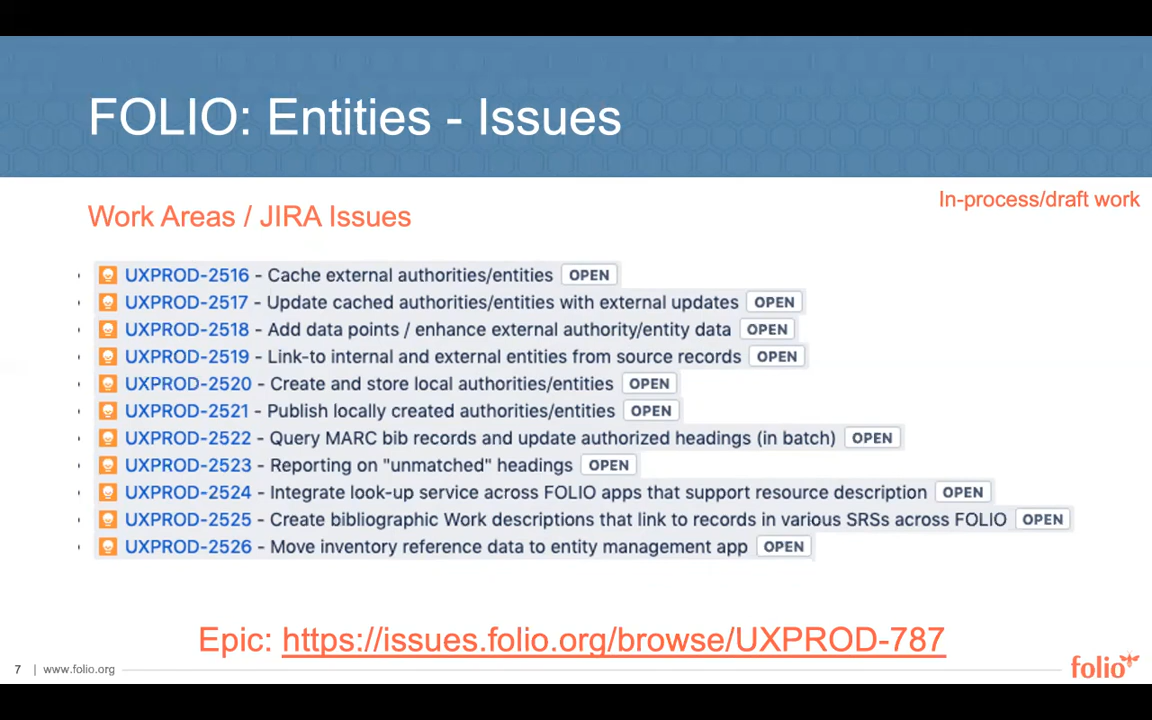 FOLIO: Entities - Issues
In-process/draft work
Work Areas / JIRA Issues
UXPROD-2516 - Cache external authorities/entities OPEN
UXPROD-2517 - Update cached authorities/entities with external updates OPEN
UXPROD-2518 - Add data points / enhance external authority/entity data OPEN
UXPROD-2519 - Link-to internal and external entities from source records OPEN
UXPROD-2520 - Create and store local authorities/entities OPEN
UXPROD-2521 - Publish locally created authorities/entities OPEN
UXPROD-2522 - Query MARC bib records and update authorized headings (in batch) OPEN
UXPROD-2523 - Reporting on "unmatched" headings OPEN
UXPROD-2524 - Integrate look-up service across FOLIO apps that support resource description OPEN
UXPROD-2525 - Create bibliographic Work descriptions that link to records in various SRSs across FOLIO OPEN
UXPROD-2526 - Move inventory reference data to entity management app OPEN
Epic: https://issues.folio.org/browse/UXPROD-787
7 | www.folio.org
folio